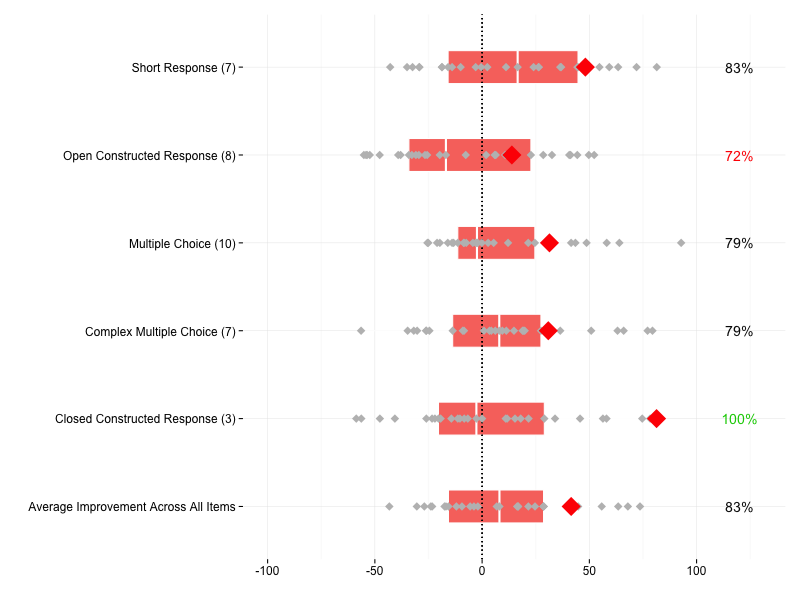 Short Response (7) 83%
Open Constructed Response (8) 72%
Multiple Choice (10) 79%
Complex Multiple Choice (7) 79%
Closed Constructed Response (3) 100%
Average Improvement Across All Items 83%
-100 -50 0 50 100